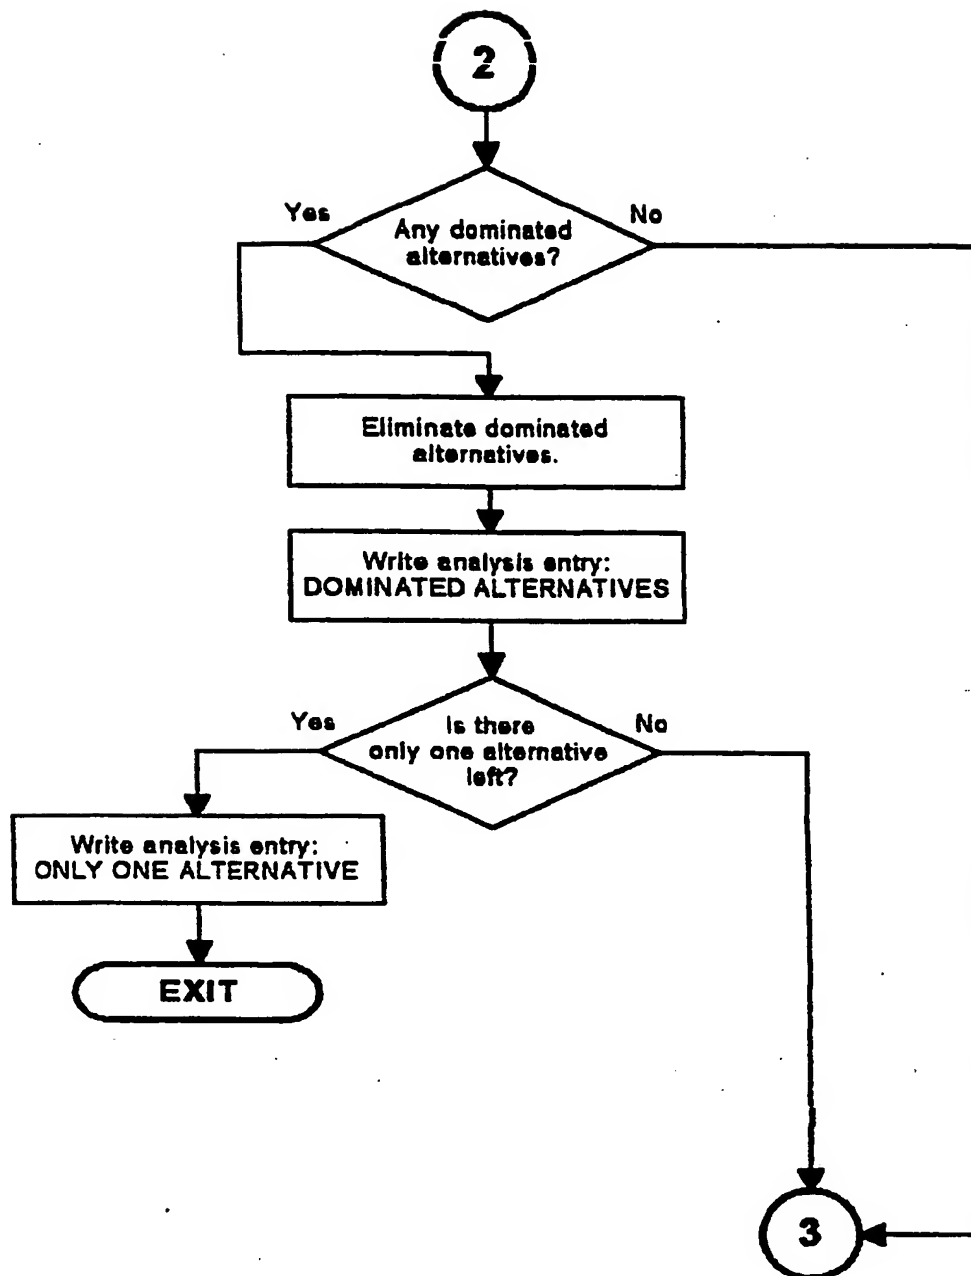 2
Yes
No
Any dominated
alternatives?
Eliminate dominated
alternatives.
Write analysis entry:
DOMINATED ALTERNATIVES
Yes
No
Is there
only one alternative
left?
Write analysis entry:
ONLY ONE ALTERNATIVE
EXIT
3